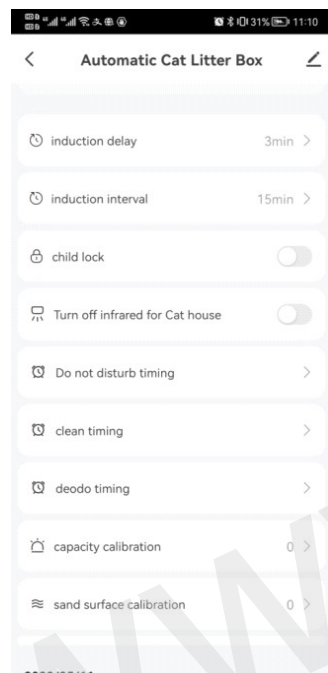 31% 11:10
Automatic Cat Litter Box
induction delay 3min
induction interval 15min
child lock
Turn off infrared for Cat house
Do not disturb timing
clean timing
deodo timing
capacity calibration 0
sand surface calibration 0